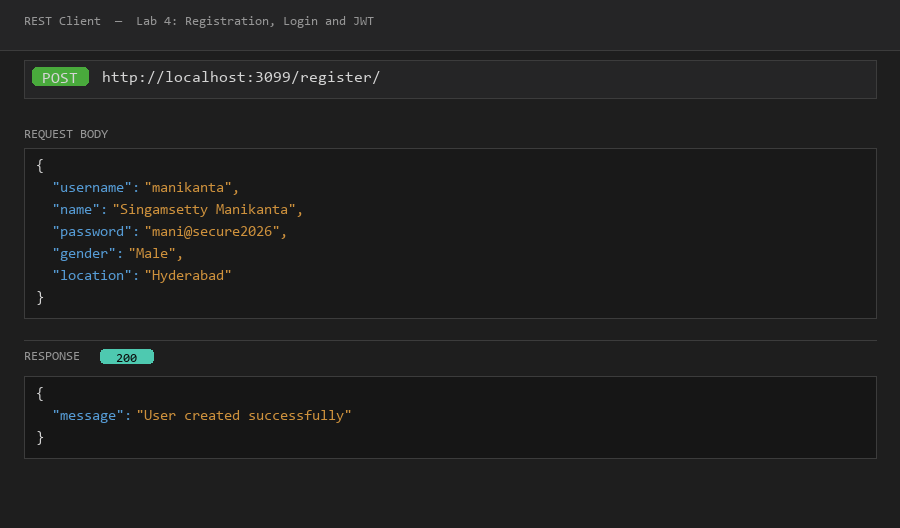 REST Client  —  Lab 4: Registration, Login and JWT
POST http://localhost:3099/register/
REQUEST BODY
{
"username": "manikanta",
"name": "Singamsetty Manikanta",
"password": "mani@secure2026",
"gender": "Male",
"location": "Hyderabad"
}
RESPONSE 200
{
"message": "User created successfully"
}